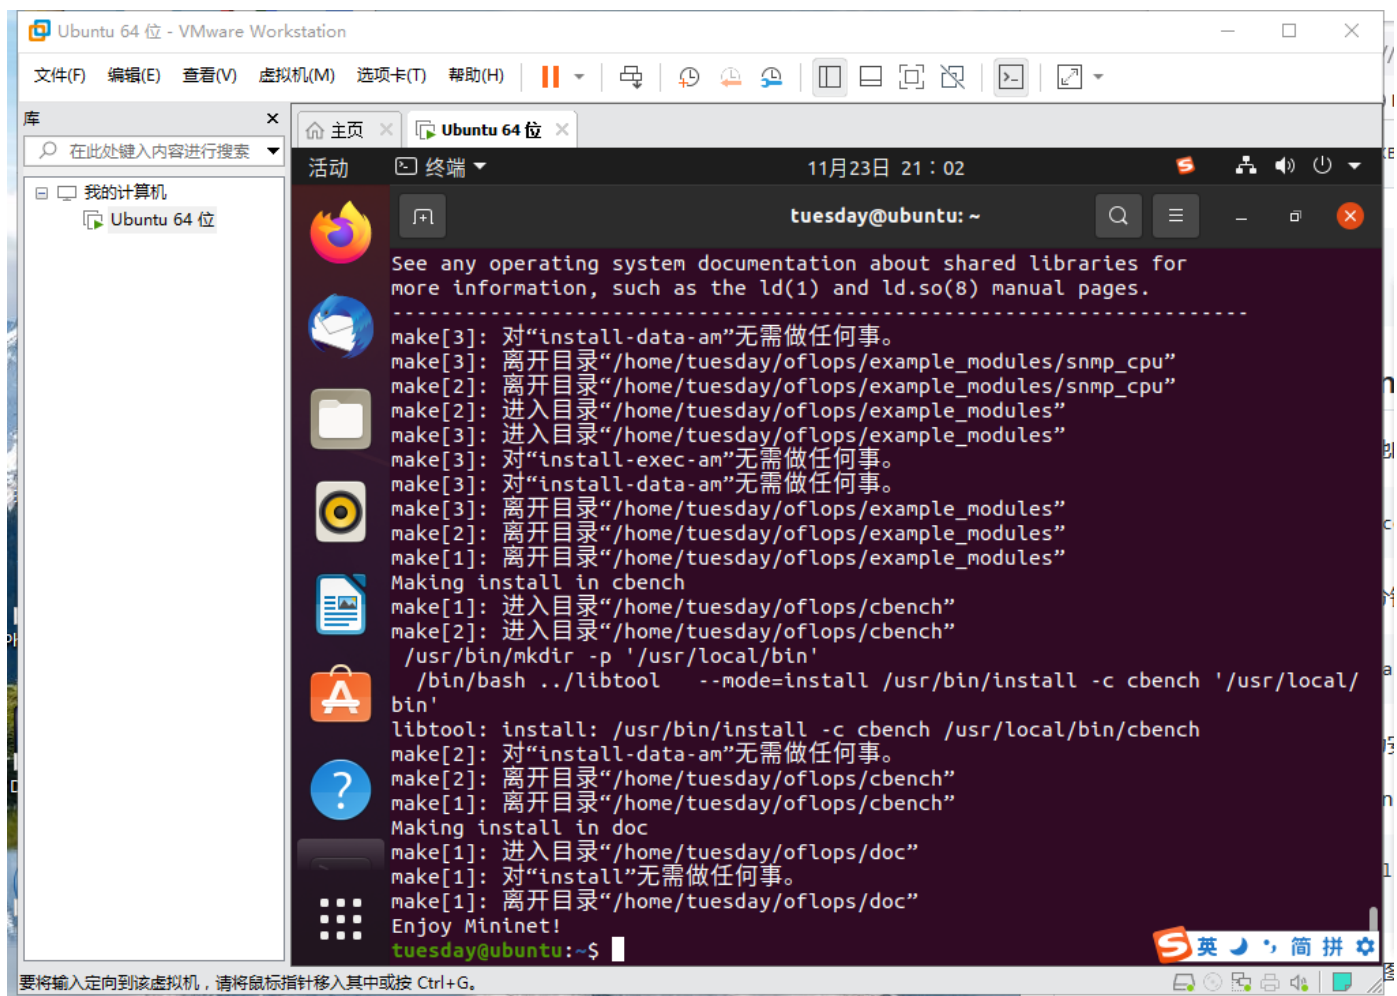 Ubuntu 64 位 - VMware Workstation
文件(F) 编辑(E) 查看(V) 虚拟机(M) 选项卡(T) 帮助(H)
库
在此处键入内容进行搜索
我的计算机
Ubuntu 64 位
主页 Ubuntu 64 位
活动 终端 11月23日 21：02
tuesday@ubuntu: ~
See any operating system documentation about shared libraries for
more information, such as the ld(1) and ld.so(8) manual pages.
----------------------------------------------------------------------
make[3]: 对“install-data-am”无需做任何事。
make[3]: 离开目录“/home/tuesday/oflops/example_modules/snmp_cpu”
make[2]: 离开目录“/home/tuesday/oflops/example_modules/snmp_cpu”
make[2]: 进入目录“/home/tuesday/oflops/example_modules”
make[3]: 进入目录“/home/tuesday/oflops/example_modules”
make[3]: 对“install-exec-am”无需做任何事。
make[3]: 对“install-data-am”无需做任何事。
make[3]: 离开目录“/home/tuesday/oflops/example_modules”
make[2]: 离开目录“/home/tuesday/oflops/example_modules”
make[1]: 离开目录“/home/tuesday/oflops/example_modules”
Making install in cbench
make[1]: 进入目录“/home/tuesday/oflops/cbench”
make[2]: 进入目录“/home/tuesday/oflops/cbench”
/usr/bin/mkdir -p '/usr/local/bin'
/bin/bash ../libtool   --mode=install /usr/bin/install -c cbench '/usr/local/
bin'
libtool: install: /usr/bin/install -c cbench /usr/local/bin/cbench
make[2]: 对“install-data-am”无需做任何事。
make[2]: 离开目录“/home/tuesday/oflops/cbench”
make[1]: 离开目录“/home/tuesday/oflops/cbench”
Making install in doc
make[1]: 进入目录“/home/tuesday/oflops/doc”
make[1]: 对“install”无需做任何事。
make[1]: 离开目录“/home/tuesday/oflops/doc”
Enjoy Mininet!
tuesday@ubuntu:~$
英 简 拼
要将输入定向到该虚拟机，请将鼠标指针移入其中或按 Ctrl+G。